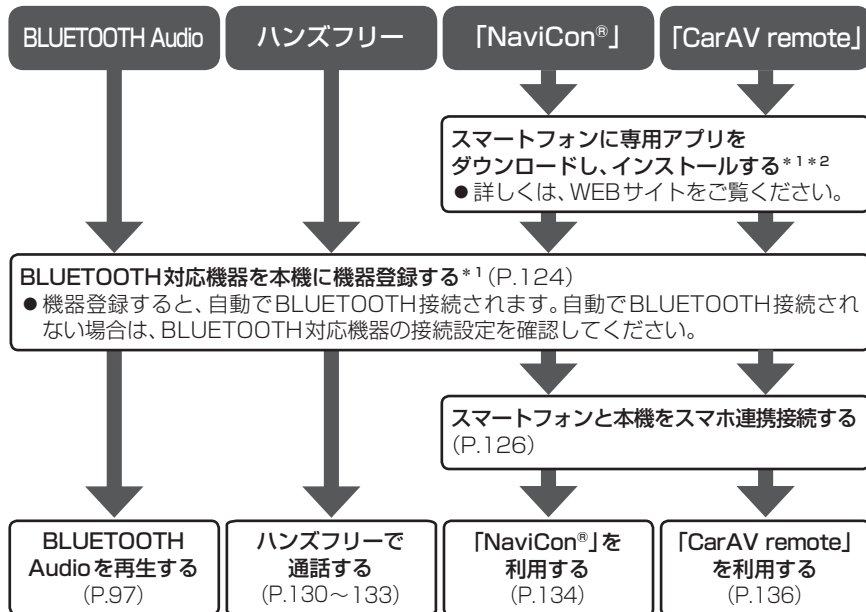 BLUETOOTH Audio
ハンズフリー
「NaviCon®」
「CarAV remote」
スマートフォンに専用アプリを
ダウンロードし、インストールする*1*2
●詳しくは、WEBサイトをご覧ください。
BLUETOOTH対応機器を本機に機器登録する*1(P.124)
●機器登録すると、自動でBLUETOOTH接続されます。自動でBLUETOOTH接続され
ない場合は、BLUETOOTH対応機器の接続設定を確認してください。
スマートフォンと本機をスマホ連携接続する
(P.126)
BLUETOOTH
Audioを再生する
(P.97)
ハンズフリーで
通話する
(P.130～133)
「NaviCon®」を
利用する
(P.134)
「CarAV remote」
を利用する
(P.136)